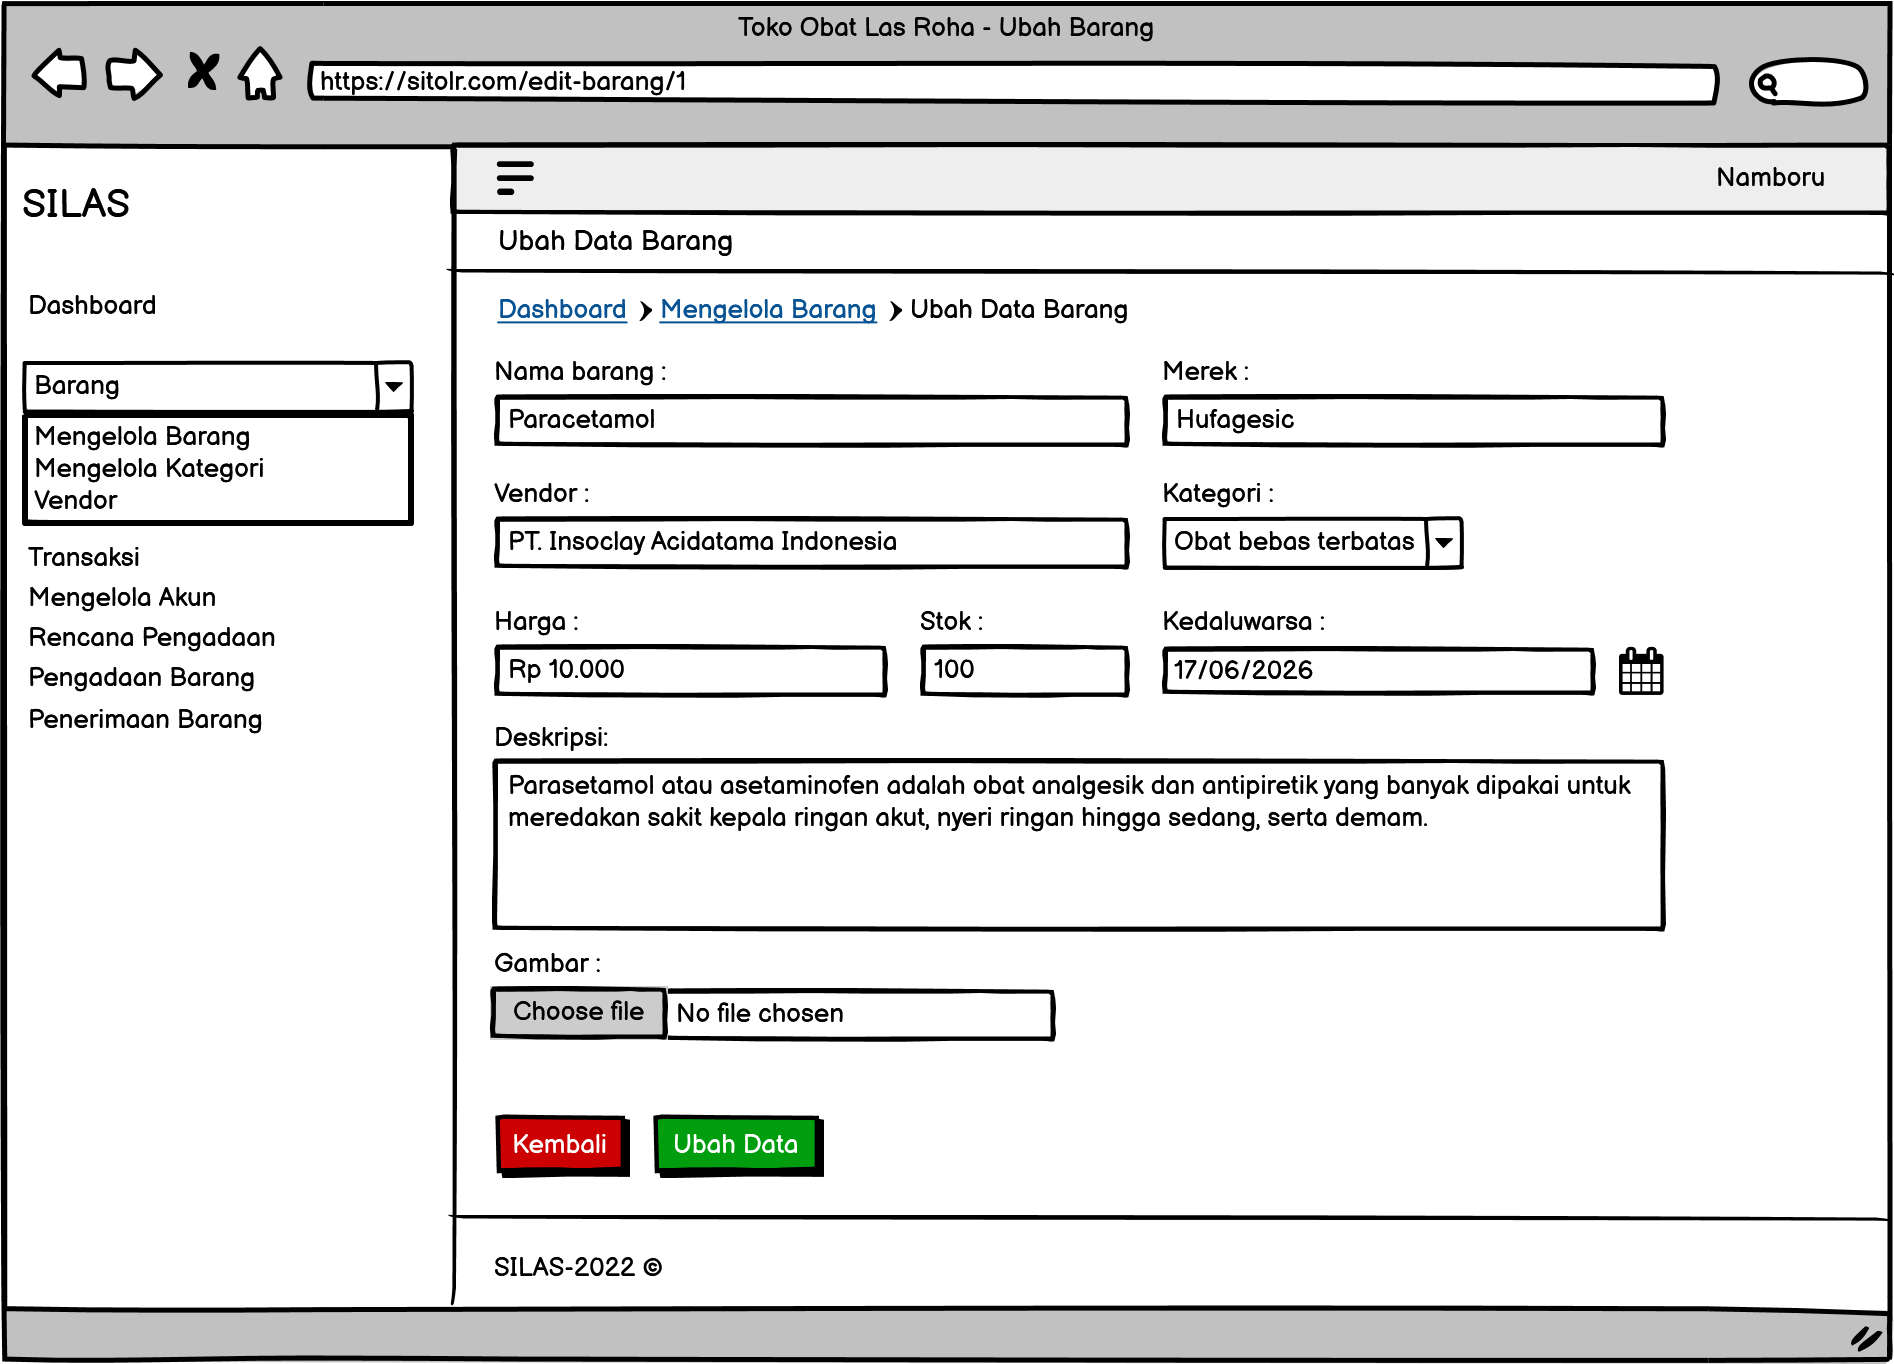 Toko Obat Las Roha - Ubah Barang
https://sitolr.com/edit-barang/1
SILAS
Dashboard
Barang
Mengelola Barang
Mengelola Kategori
Vendor
Transaksi
Mengelola Akun
Rencana Pengadaan
Pengadaan Barang
Penerimaan Barang
Namboru
Ubah Data Barang
Dashboard Mengelola Barang Ubah Data Barang
Nama barang : Merek :
Paracetamol Hufagesic
Vendor : Kategori :
PT. Insoclay Acidatama Indonesia Obat bebas terbatas
Harga : Stok : Kedaluwarsa :
Rp 10.000 100 17/06/2026
Deskripsi:
Parasetamol atau asetaminofen adalah obat analgesik dan antipiretik yang banyak dipakai untuk
meredakan sakit kepala ringan akut, nyeri ringan hingga sedang, serta demam.
Gambar :
Choose file No file chosen
Kembali Ubah Data
SILAS-2022 ©